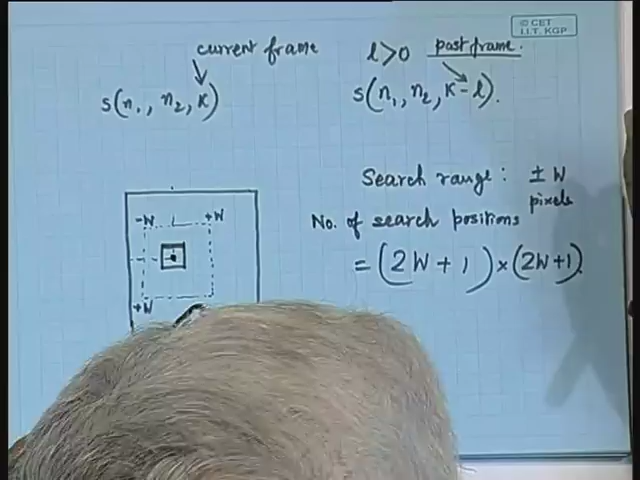 © CET
I.I.T. KGP
current frame
l>0 past frame.
s(n₁, n₂, k)
s(n₁, n₂, k-l).
Search range: ± W
pixels
-W +W
No. of search positions
= (2W+1)×(2W+1).
+W